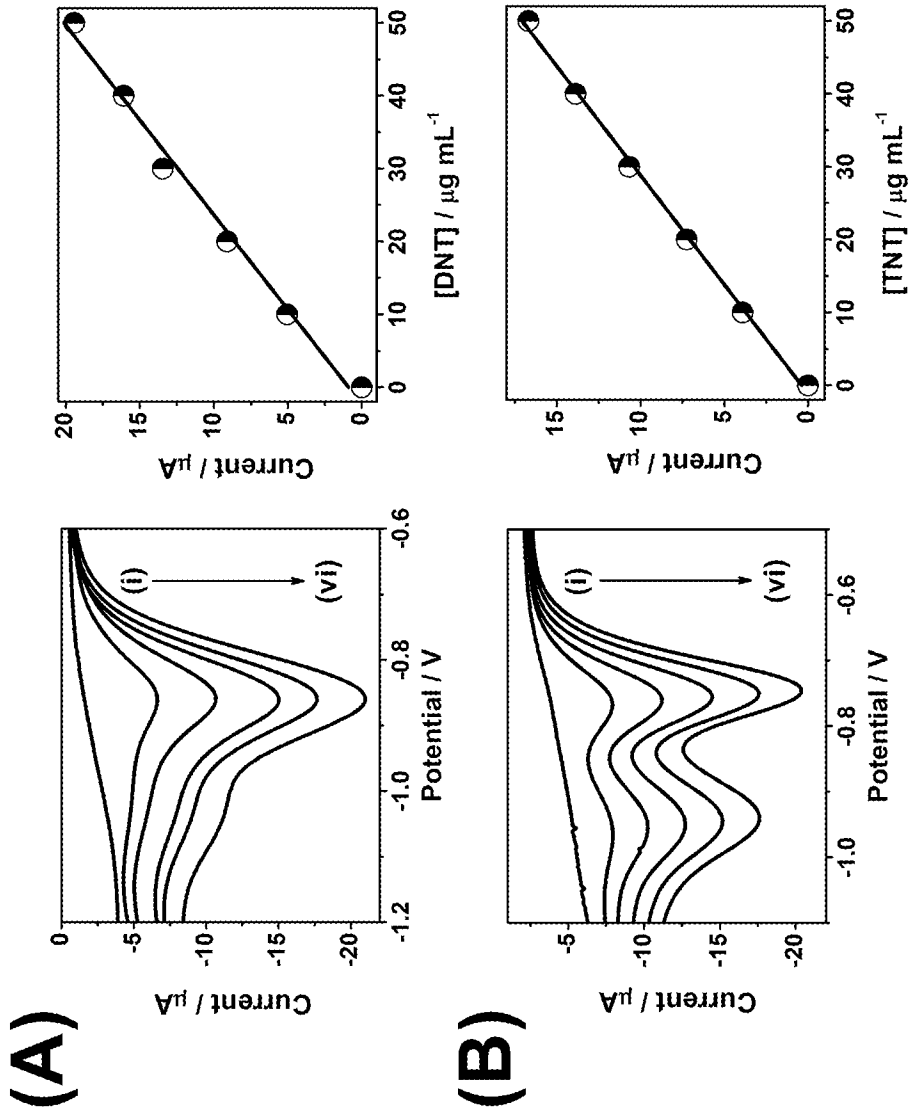 (A)
Current / µA
0
-5
-10
-15
-20
-1.2 -1.0 -0.8 -0.6
Potential / V
(i)
(vi)
Current / µA
20
15
10
5
0
0 10 20 30 40 50
[DNT] / µg mL⁻¹
(B)
Current / µA
-5
-10
-15
-20
-1.0 -0.8 -0.6
Potential / V
(i)
(vi)
Current / µA
15
10
5
0
0 10 20 30 40 50
[TNT] / µg mL⁻¹